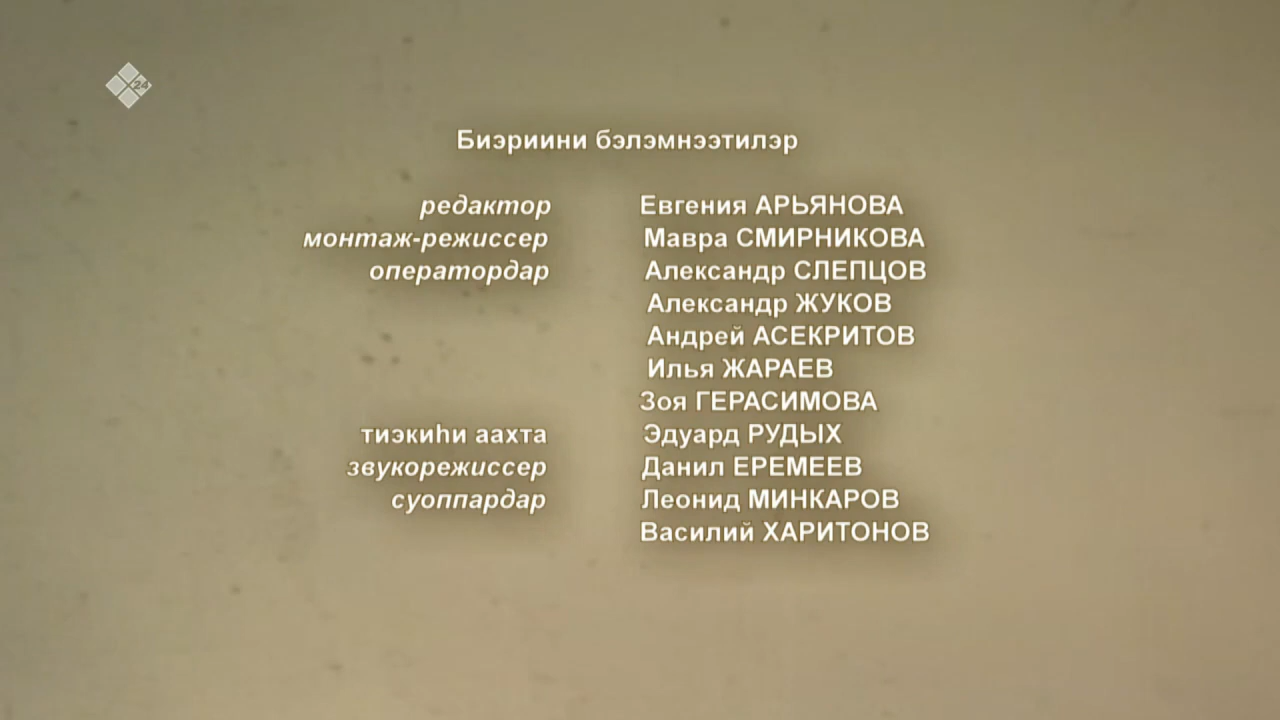 24
Биэриини бэлэмнээтилэр
редактор Евгения АРЬЯНОВА
монтаж-режиссер Мавра СМИРНИКОВА
оператордар Александр СЛЕПЦОВ
Александр ЖУКОВ
Андрей АСЕКРИТОВ
Илья ЖАРАЕВ
Зоя ГЕРАСИМОВА
тиэкиһи аахта Эдуард РУДЫХ
звукорежиссер Данил ЕРЕМЕЕВ
суоппардар Леонид МИНКАРОВ
Василий ХАРИТОНОВ